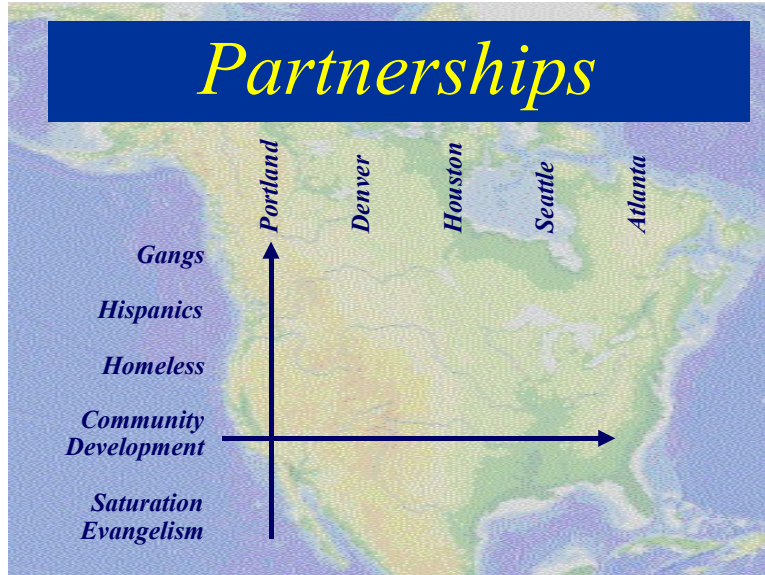 Partnerships
Portland
Denver
Houston
Seattle
Atlanta
Gangs
Hispanics
Homeless
Community
Development
Saturation
Evangelism